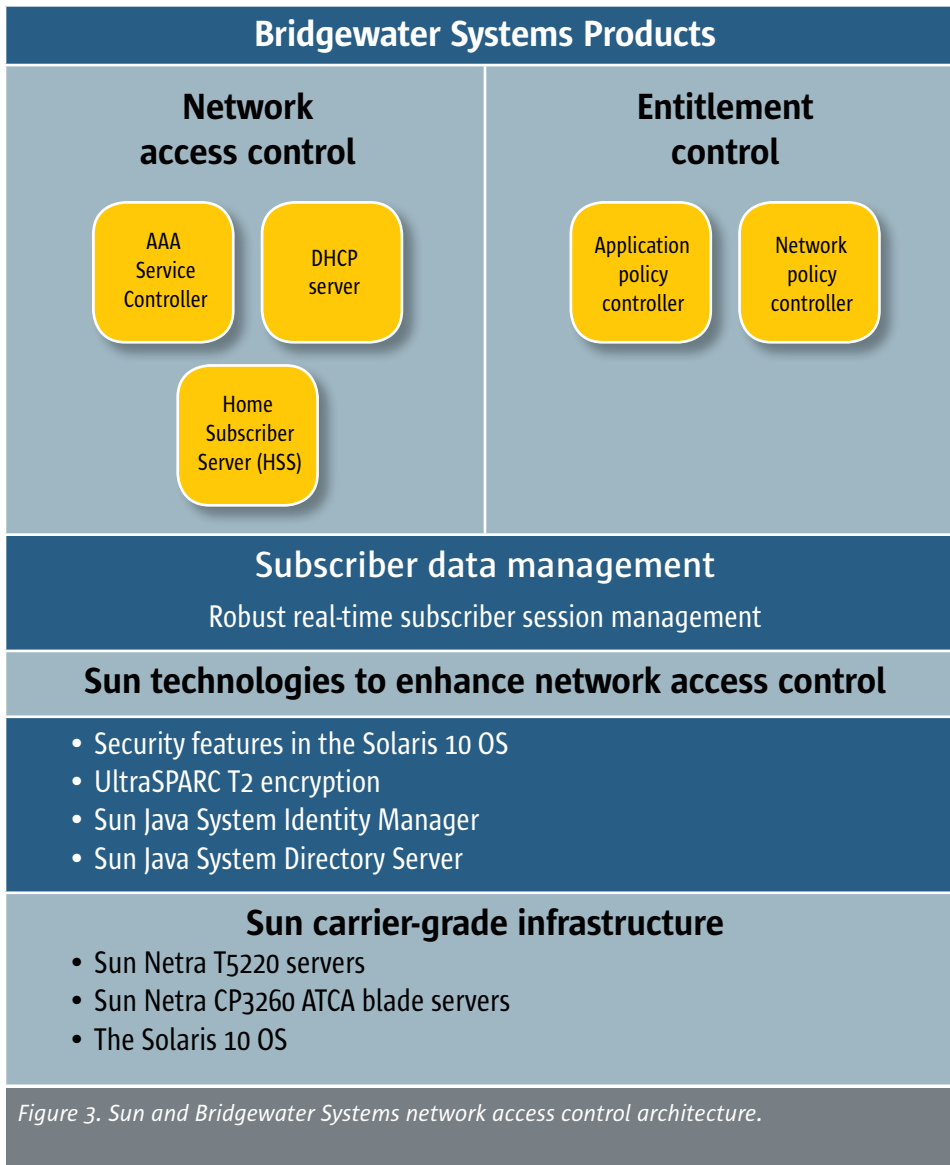 Bridgewater Systems Products
Network
access control
AAA
Service
Controller
DHCP
server
Home
Subscriber
Server (HSS)
Entitlement
control
Application
policy
controller
Network
policy
controller
Subscriber data management
Robust real-time subscriber session management
Sun technologies to enhance network access control
• Security features in the Solaris 10 OS
• UltraSPARC T2 encryption
• Sun Java System Identity Manager
• Sun Java System Directory Server
Sun carrier-grade infrastructure
• Sun Netra T5220 servers
• Sun Netra CP3260 ATCA blade servers
• The Solaris 10 OS
Figure 3. Sun and Bridgewater Systems network access control architecture.